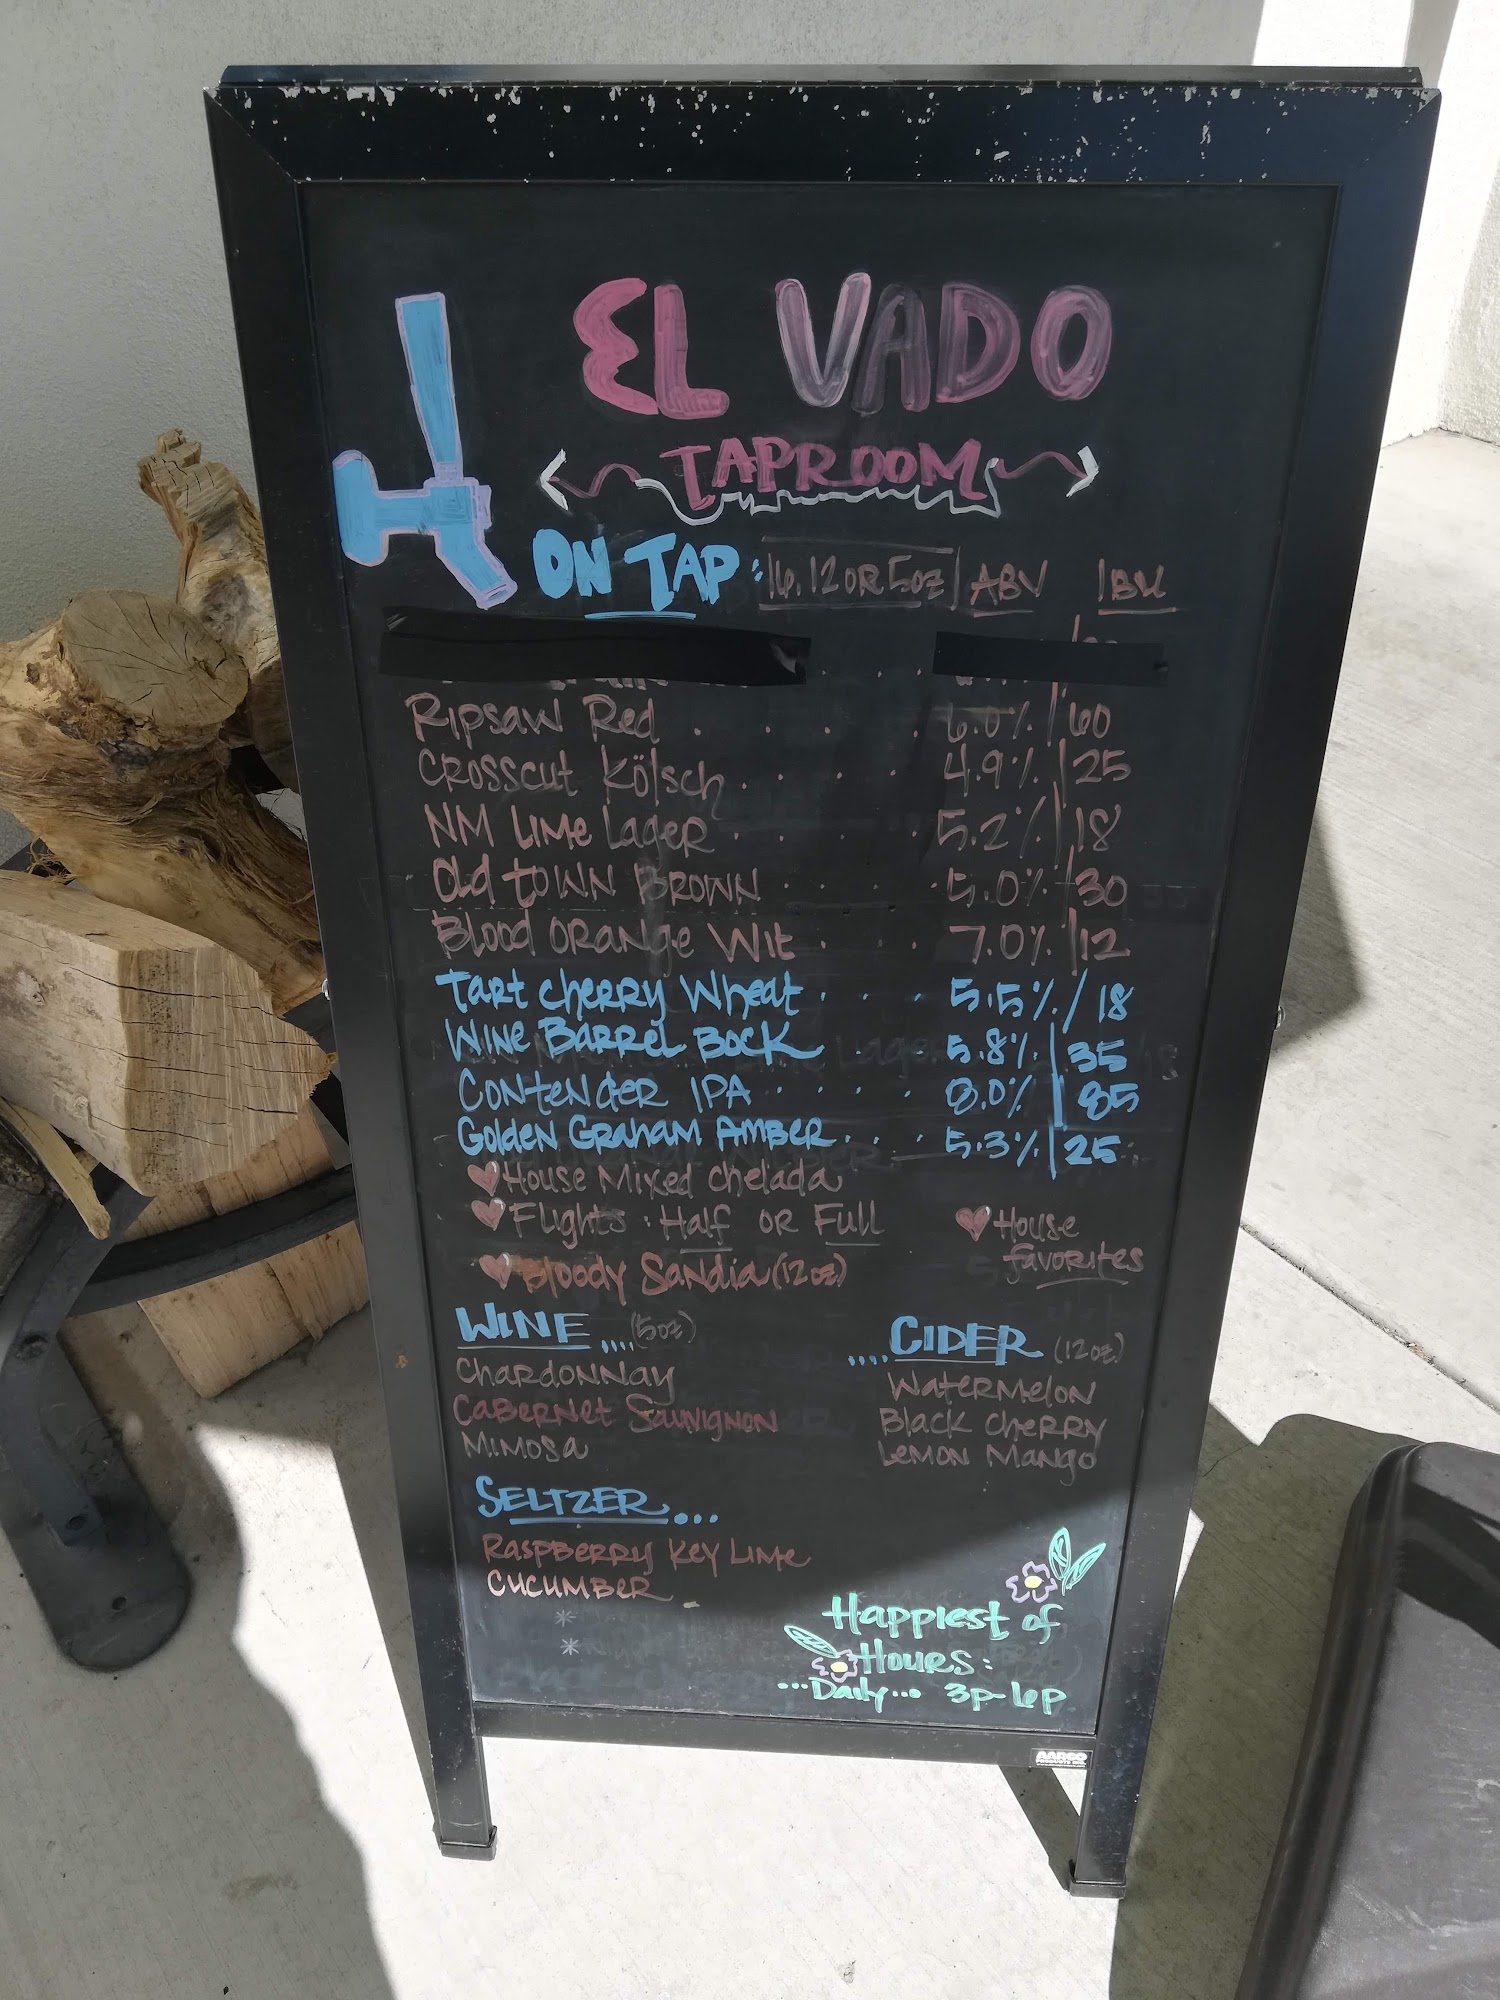 EL VADO
TAPROOM
ON TAP: 16, 12 OR 5oz ABV IBU
Ripsaw Red . . . . 6.0% / 60
Crosscut Kölsch . . . . 4.9% / 25
NM Lime Lager . . . . 5.2% / 18
Old Town Brown . . . . 5.0% / 30
Blood Orange Wit . . . 7.0% / 12
Tart Cherry Wheat . . . 5.5% / 18
Wine Barrel Bock . . . 5.8% / 35
Contender IPA . . . . 8.0% / 85
Golden Graham Amber . . . 5.3% / 25
House Mixed Chelada
Flights: Half or Full
Bloody Sandia (12oz)
House
favorites
WINE ....(5oz)
Chardonnay
Cabernet Sauvignon
Mimosa
....CIDER (12oz)
Watermelon
Black Cherry
Lemon Mango
SELTZER...
Raspberry Key Lime
Cucumber
Happiest of
Hours:
...Daily... 3p-6p
AARCO
PRODUCTS INC.